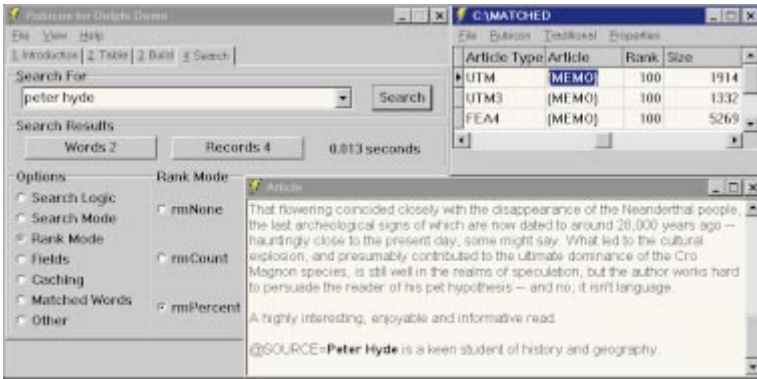 Rubicon for Delphi Demo
File View Help
1 Introduction 2 Table 2 Build 4 Search
Search For
peter hyde
Search
Search Results
Words 2
Records 4
0.013 seconds
Options
Search Logic
Search Mode
Rank Mode
Fields
Caching
Matched Words
Other
Rank Mode
rmNone
rmCount
rmPercent
C:\MATCHED
File Rubicon Traditional Properties
Article Type Article Rank Size
UTM (MEMO) 100 1914
UTM3 (MEMO) 100 1332
FEA4 (MEMO) 100 5269
Article
That flowering coincided closely with the disappearance of the Neanderthal people,
the last archeological signs of which are now dated to around 28,000 years ago --
hauntingly close to the present day, some might say. What led to the cultural
explosion, and presumably contributed to the ultimate dominance of the Cro
Magnon species, is still well in the realms of speculation, but the author works hard
to persuade the reader of his pet hypothesis -- and no, it isn't language.
A highly interesting, enjoyable and informative read.
@SOURCE=Peter Hyde is a keen student of history and geography.